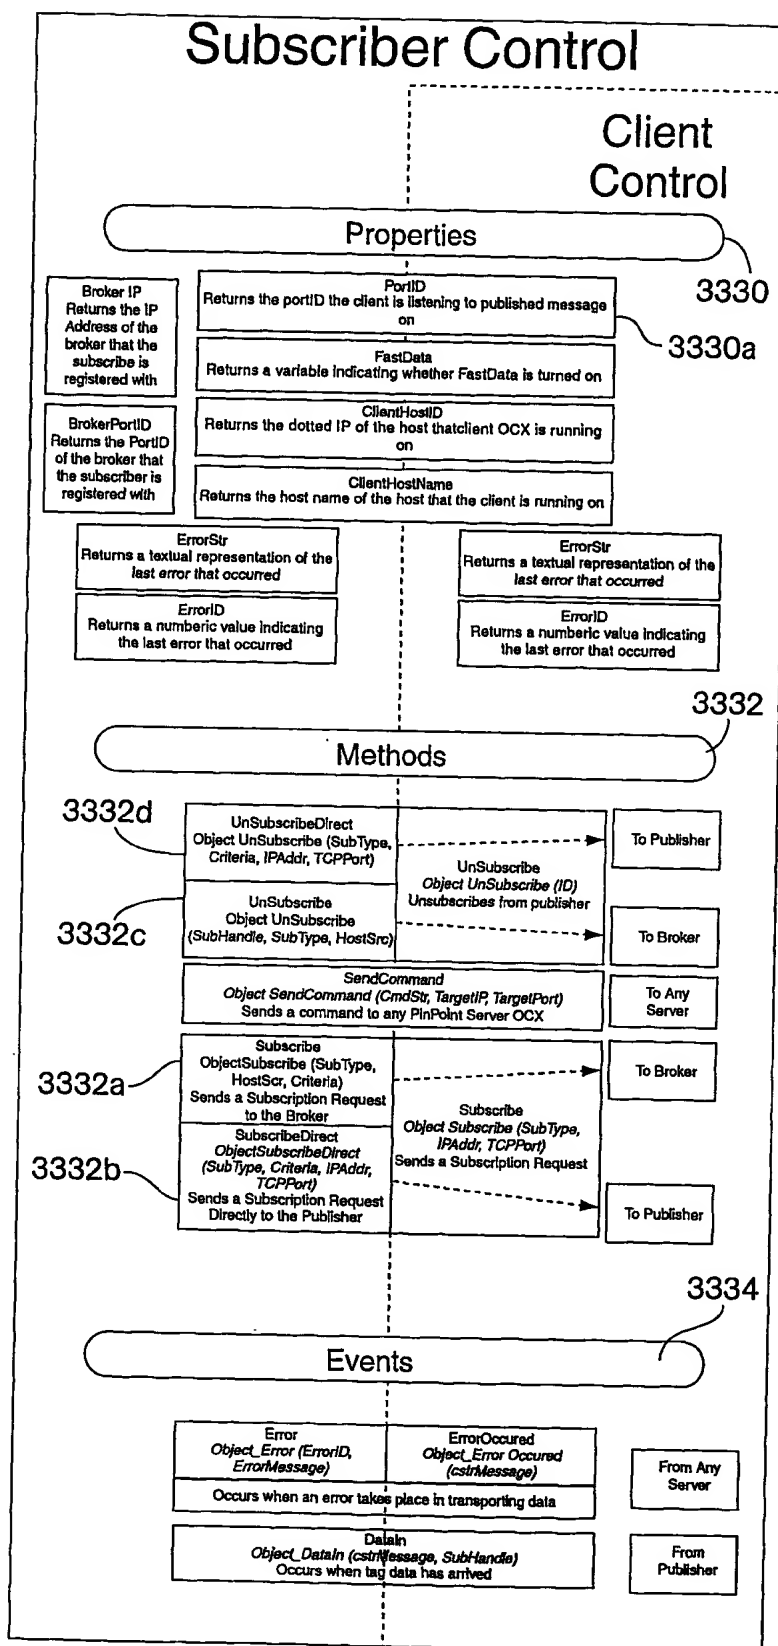 Subscriber Control
Client
Control
Properties
3330
Broker IP
Returns the IP
Address of the
broker that the
subscribe is
registered with
PortID
Returns the portID the client is listening to published message
on
3330a
FastData
Returns a variable indicating whether FastData is turned on
BrokerPortID
Returns the PortID
of the broker that
the subscriber is
registered with
ClientHostID
Returns the dotted IP of the host thatclient OCX is running
on
ClientHostName
Returns the host name of the host that the client is running on
ErrorStr
Returns a textual representation of the
last error that occurred
ErrorStr
Returns a textual representation of the
last error that occurred
ErrorID
Returns a numberic value indicating
the last error that occurred
ErrorID
Returns a numberic value indicating
the last error that occurred
3332
Methods
3332d
UnSubscribeDirect
Object UnSubscribe (SubType,
Criteria, IPAddr, TCPPort)
To Publisher
UnSubscribe
Object UnSubscribe (ID)
Unsubscribes from publisher
3332c
UnSubscribe
Object UnSubscribe
(SubHandle, SubType, HostSrc)
To Broker
SendCommand
Object SendCommand (CmdStr, TargetIP, TargetPort)
Sends a command to any PinPoint Server OCX
To Any
Server
3332a
Subscribe
ObjectSubscribe (SubType,
HostScr, Criteria)
Sends a Subscription Request
to the Broker
To Broker
Subscribe
Object Subscribe (SubType,
IPAddr, TCPPort)
Sends a Subscription Request
3332b
SubscribeDirect
ObjectSubscribeDirect
(SubType, Criteria, IPAddr,
TCPPort)
Sends a Subscription Request
Directly to the Publisher
To Publisher
3334
Events
Error
Object_Error (ErrorID,
ErrorMessage)
ErrorOccured
Object_Error Occured
(cstrMessage)
Occurs when an error takes place in transporting data
From Any
Server
DataIn
Object_DataIn (cstrMessage, SubHandle)
Occurs when tag data has arrived
From
Publisher